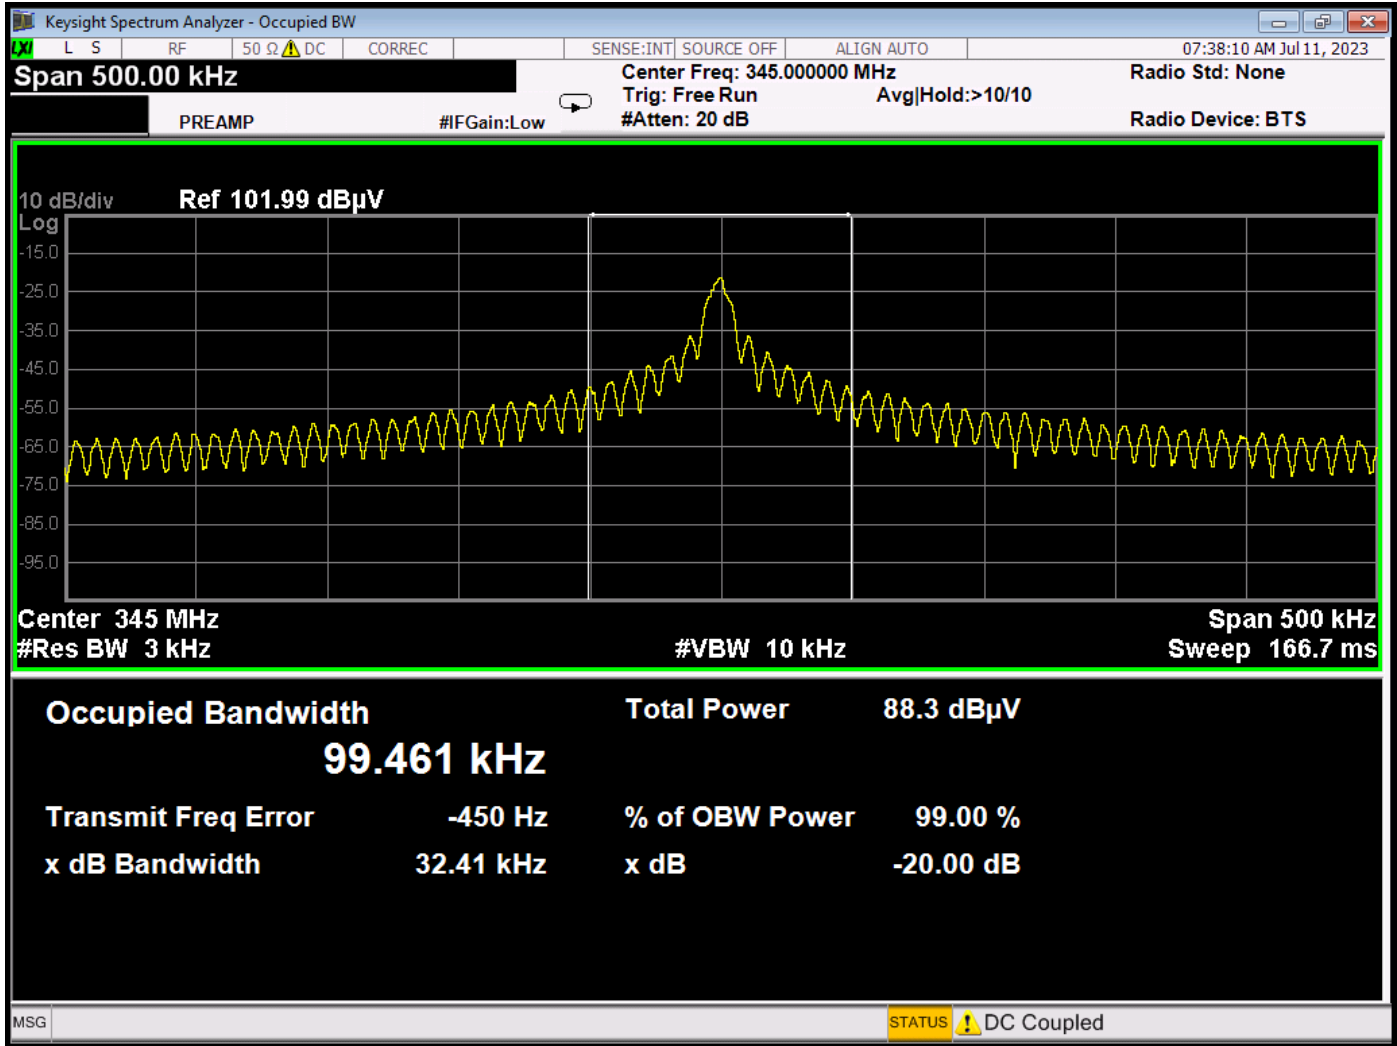 Keysight Spectrum Analyzer - Occupied BW
LXI L S RF 50 Ω DC CORREC SENSE:INT SOURCE OFF ALIGN AUTO 07:38:10 AM Jul 11, 2023
Span 500.00 kHz Center Freq: 345.000000 MHz Radio Std: None
Trig: Free Run Avg|Hold:>10/10
PREAMP #IFGain:Low #Atten: 20 dB Radio Device: BTS
10 dB/div Ref 101.99 dBµV
Log
-15.0
-25.0
-35.0
-45.0
-55.0
-65.0
-75.0
-85.0
-95.0
Center 345 MHz Span 500 kHz
#Res BW 3 kHz #VBW 10 kHz Sweep 166.7 ms
Occupied Bandwidth Total Power 88.3 dBµV
99.461 kHz
Transmit Freq Error -450 Hz % of OBW Power 99.00 %
x dB Bandwidth 32.41 kHz x dB -20.00 dB
MSG STATUS DC Coupled